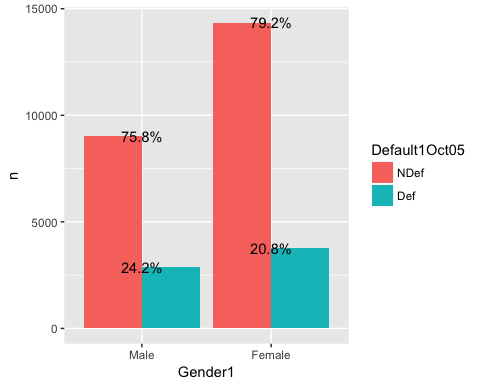 15000
10000
5000
0
n
79.2%
75.8%
24.2%
20.8%
Male
Female
Gender1
Default1Oct05
NDef
Def